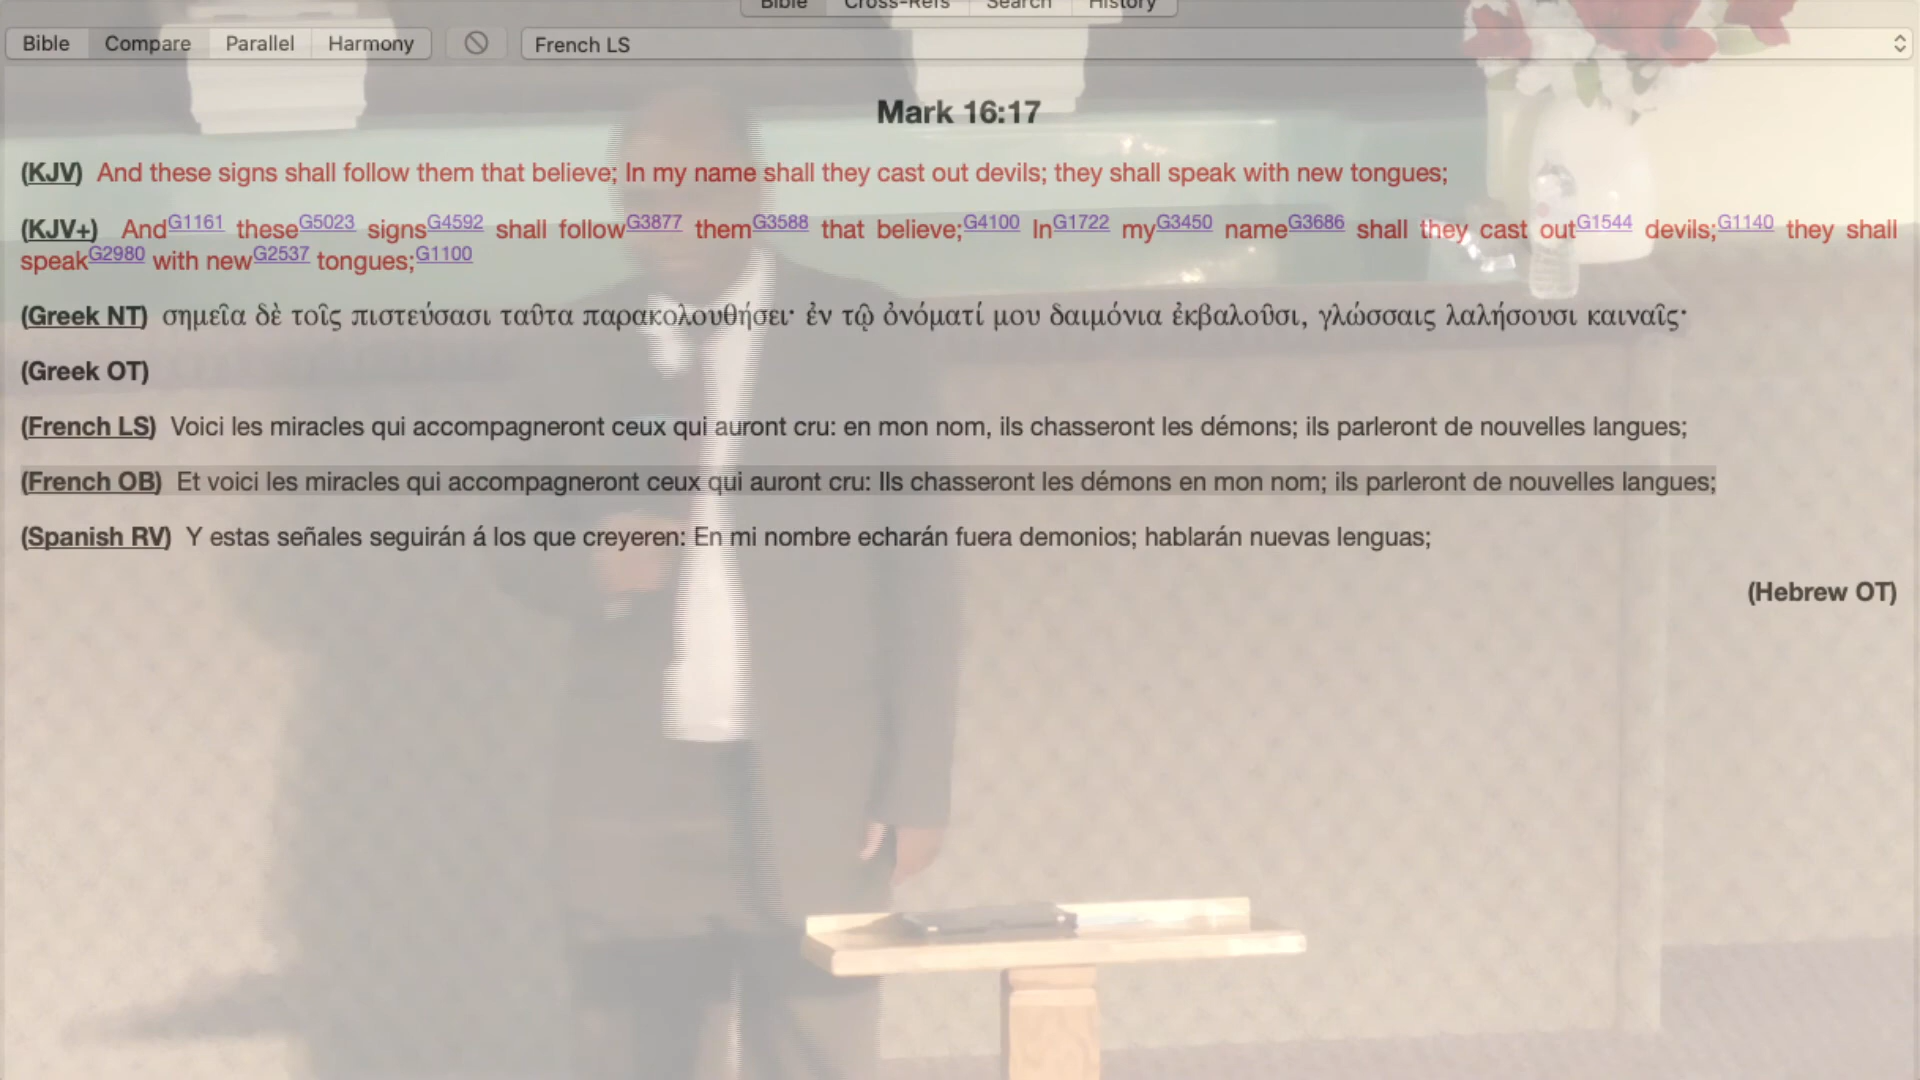 Bible Cross-Refs Search History
Bible Compare Parallel Harmony French LS
Mark 16:17
(KJV) And these signs shall follow them that believe; In my name shall they cast out devils; they shall speak with new tongues;
(KJV+) AndG1161 theseG5023 signsG4592 shall followG3877 themG3588 that believe;G4100 InG1722 myG3450 nameG3686 shall they cast outG1544 devils;G1140 they shall
speakG2980 with newG2537 tongues;G1100
(Greek NT) σημεῖα δὲ τοῖς πιστεύσασι ταῦτα παρακολουθήσει· ἐν τῷ ὀνόματί μου δαιμόνια ἐκβαλοῦσι, γλώσσαις λαλήσουσι καιναῖς·
(Greek OT)
(French LS) Voici les miracles qui accompagneront ceux qui auront cru: en mon nom, ils chasseront les démons; ils parleront de nouvelles langues;
(French OB) Et voici les miracles qui accompagneront ceux qui auront cru: Ils chasseront les démons en mon nom; ils parleront de nouvelles langues;
(Spanish RV) Y estas señales seguirán á los que creyeren: En mi nombre echarán fuera demonios; hablarán nuevas lenguas;
(Hebrew OT)